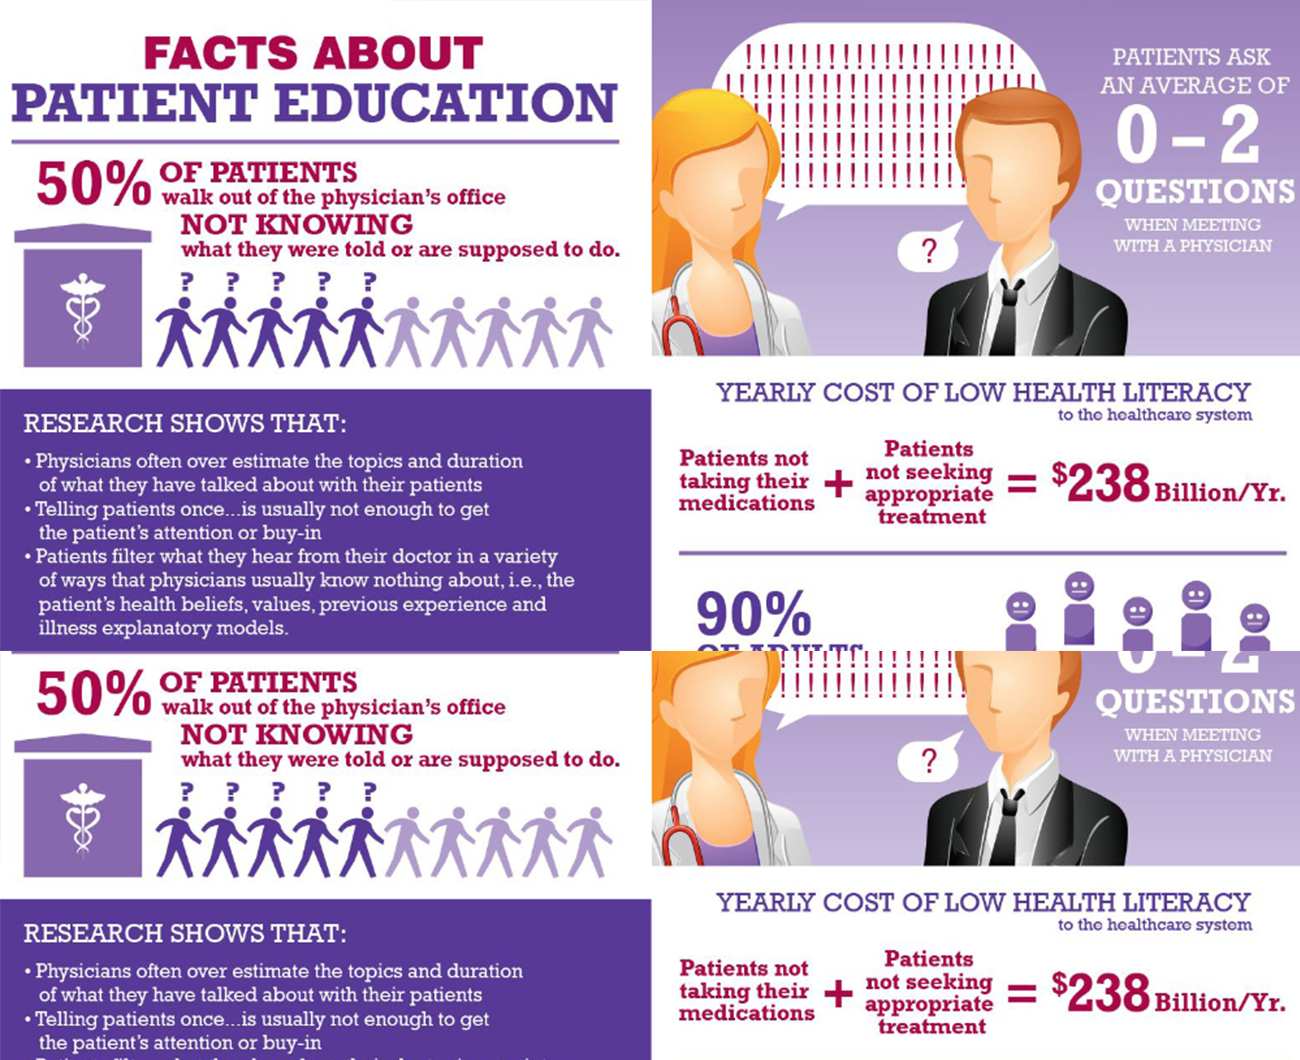 FACTS ABOUT
PATIENT EDUCATION
50% OF PATIENTS
walk out of the physician's office
NOT KNOWING
what they were told or are supposed to do.
? ? ? ? ?
RESEARCH SHOWS THAT:
• Physicians often over estimate the topics and duration
of what they have talked about with their patients
• Telling patients once...is usually not enough to get
the patient's attention or buy-in
• Patients filter what they hear from their doctor in a variety
of ways that physicians usually know nothing about, i.e., the
patient's health beliefs, values, previous experience and
illness explanatory models.
PATIENTS ASK
AN AVERAGE OF
0 – 2
QUESTIONS
WHEN MEETING
WITH A PHYSICIAN
?
YEARLY COST OF LOW HEALTH LITERACY
to the healthcare system
Patients not
taking their
medications
+
Patients
not seeking
appropriate
treatment
=
$238 Billion/Yr.
90%
OF ADULTS
50% OF PATIENTS
walk out of the physician's office
NOT KNOWING
what they were told or are supposed to do.
? ? ? ? ?
RESEARCH SHOWS THAT:
• Physicians often over estimate the topics and duration
of what they have talked about with their patients
• Telling patients once...is usually not enough to get
the patient's attention or buy-in
0 – 2
QUESTIONS
WHEN MEETING
WITH A PHYSICIAN
?
YEARLY COST OF LOW HEALTH LITERACY
to the healthcare system
Patients not
taking their
medications
+
Patients
not seeking
appropriate
treatment
=
$238 Billion/Yr.